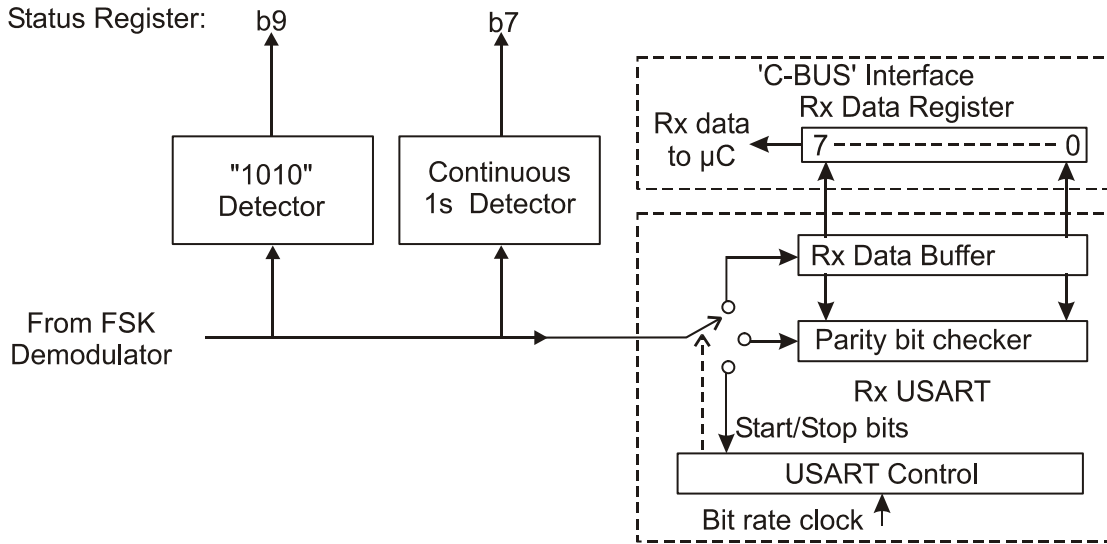 Status Register:
b9
b7
'C-BUS' Interface
Rx Data Register
Rx data
to µC
7
0
"1010"
Detector
Continuous
1s Detector
Rx Data Buffer
From FSK
Demodulator
Parity bit checker
Rx USART
Start/Stop bits
USART Control
Bit rate clock